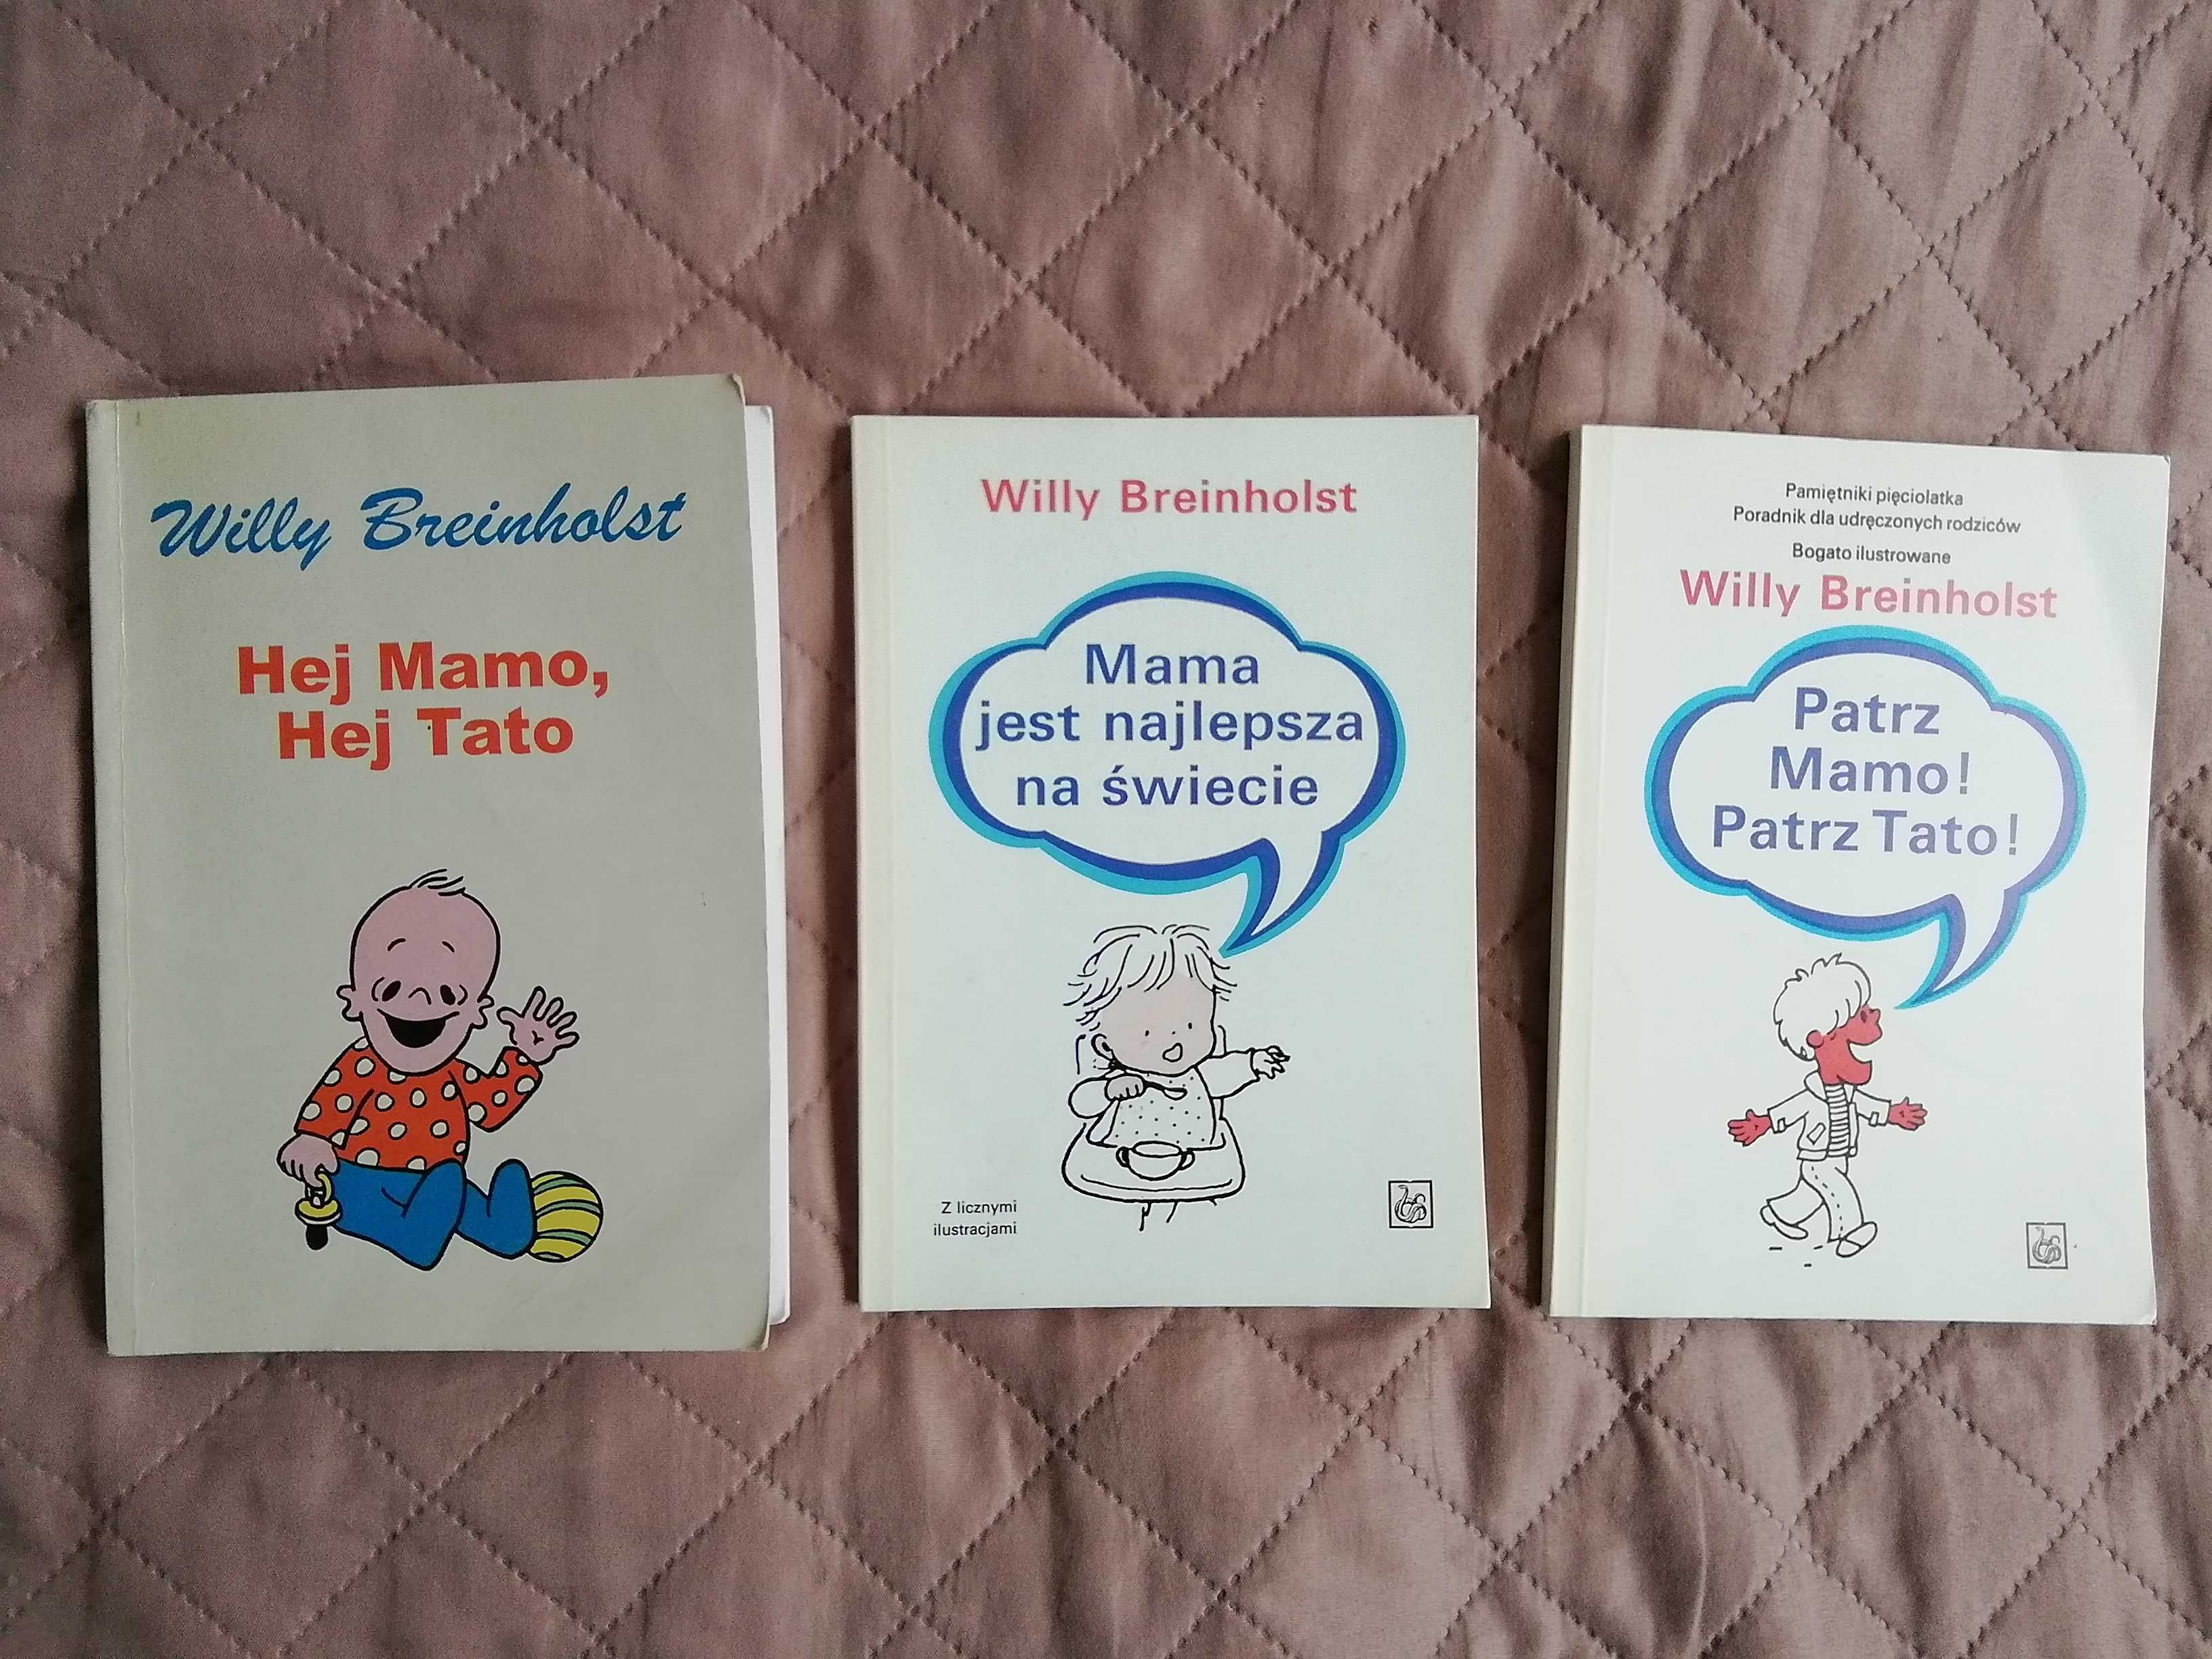 Willy Breinholst
Hej Mamo,
Hej Tato
Willy Breinholst
Mama
jest najlepsza
na świecie
Z licznymi
ilustracjami
Pamiętniki pięciolatka
Poradnik dla udręczonych rodziców
Bogato ilustrowane
Willy Breinholst
Patrz
Mamo!
Patrz Tato!